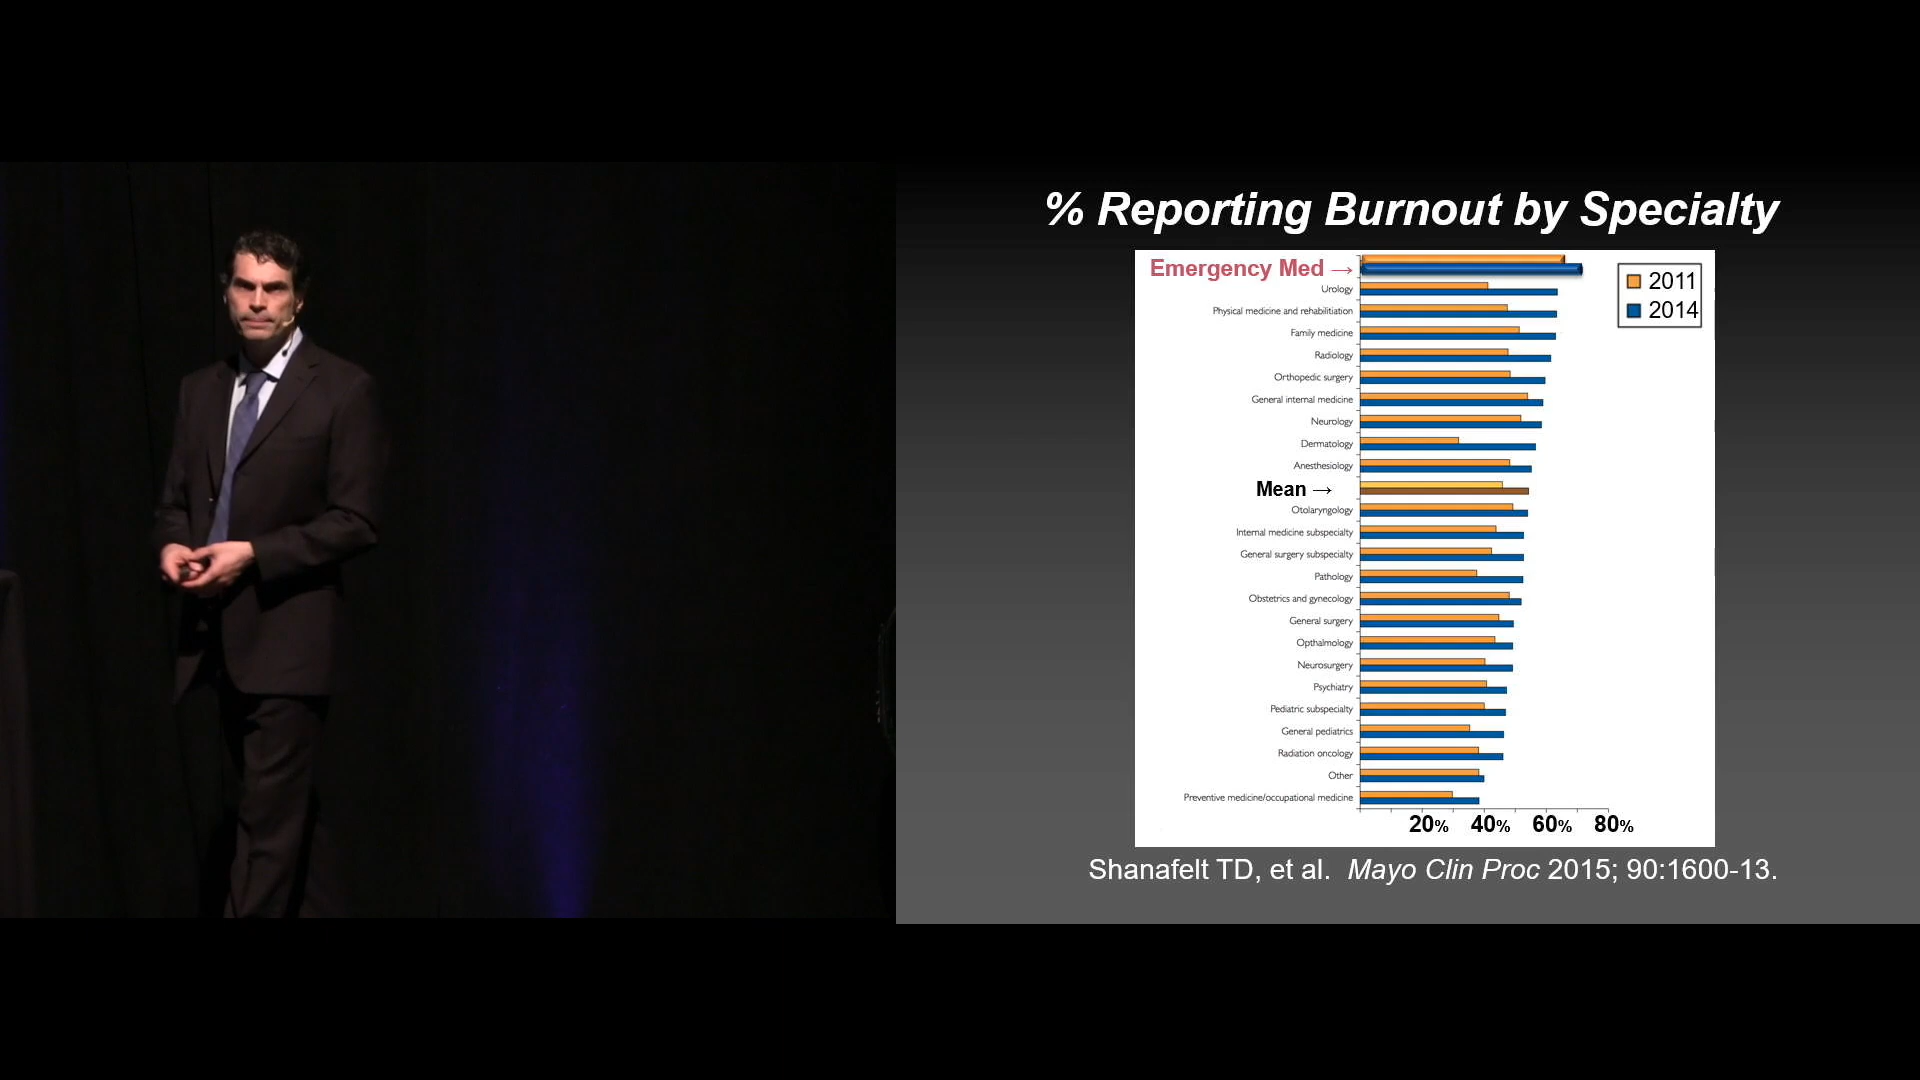 % Reporting Burnout by Specialty
Emergency Med →
2011
2014
Urology
Physical medicine and rehabilitiation
Family medicine
Radiology
Orthopedic surgery
General internal medicine
Neurology
Dermatology
Anesthesiology
Mean →
Otolaryngology
Internal medicine subspecialty
General surgery subspecialty
Pathology
Obstetrics and gynecology
General surgery
Opthalmology
Neurosurgery
Psychiatry
Pediatric subspecialty
General pediatrics
Radiation oncology
Other
Preventive medicine/occupational medicine
20% 40% 60% 80%
Shanafelt TD, et al. Mayo Clin Proc 2015; 90:1600-13.